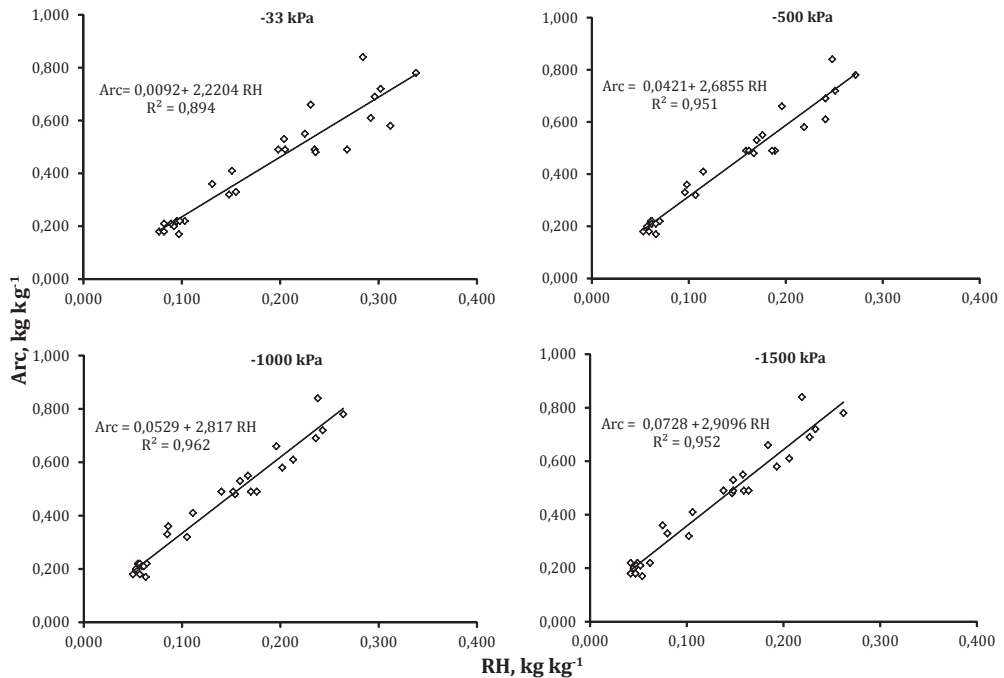 -33 kPa
1,000
0,800
0,600
0,400
0,200
0,000
Arc= 0,0092+ 2,2204 RH
R² = 0,894
0,000 0,100 0,200 0,300 0,400
-500 kPa
1,000
0,800
0,600
0,400
0,200
0,000
Arc= 0,0421+ 2,6855 RH
R² = 0,951
0,000 0,100 0,200 0,300 0,400
Arc, kg kg⁻¹
-1000 kPa
1,000
0,800
0,600
0,400
0,200
0,000
Arc = 0,0529 + 2,817 RH
R² = 0,962
0,000 0,100 0,200 0,300 0,400
-1500 kPa
1,000
0,800
0,600
0,400
0,200
0,000
Arc = 0,0728 +2,9096 RH
R² = 0,952
0,000 0,100 0,200 0,300 0,400
RH, kg kg⁻¹